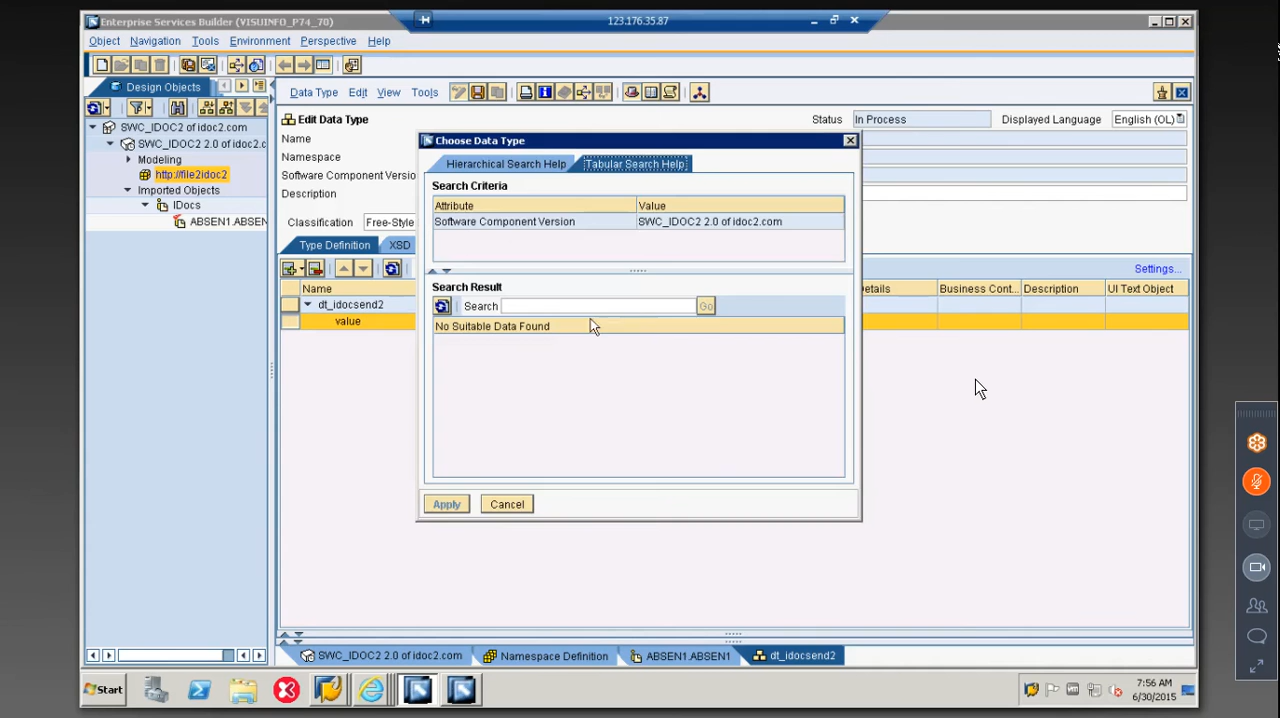 Enterprise Services Builder (VISUINFO_P74_70)
123.176.35.87
Object Navigation Tools Environment Perspective Help
Design Objects
Data Type Edit View Tools
SWC_IDOC2 of idoc2.com
SWC_IDOC2 2.0 of idoc2.c
Modeling
http://file2idoc2
Imported Objects
IDocs
ABSEN1.ABSEN
Edit Data Type
Status In Process Displayed Language English (OL)
Name
Namespace
Software Component Versio
Description
Classification Free-Style
Type Definition XSD
Settings...
Name
etails Business Cont... Description UI Text Object
dt_idocsend2
value
Choose Data Type
Hierarchical Search Help Tabular Search Help
Search Criteria
Attribute Value
Software Component Version SWC_IDOC2 2.0 of idoc2.com
Search Result
Search Go
No Suitable Data Found
Apply Cancel
SWC_IDOC2 2.0 of idoc2.com Namespace Definition ABSEN1.ABSEN1 dt_idocsend2
Start
7:56 AM
6/30/2015